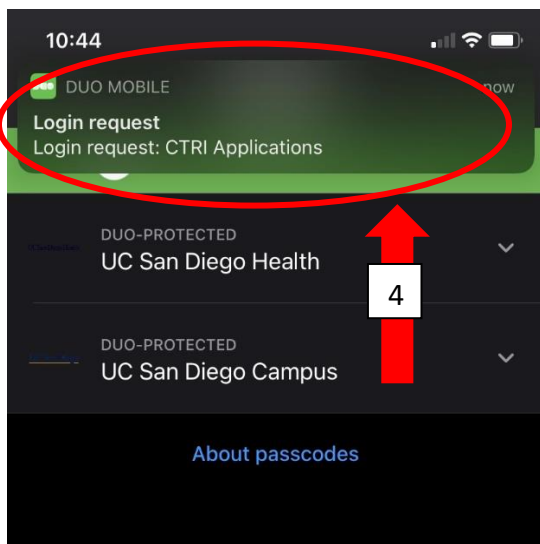 10:44
DUO MOBILE
now
Login request
Login request: CTRI Applications
DUO-PROTECTED
UC San Diego Health
4
DUO-PROTECTED
UC San Diego Campus
About passcodes